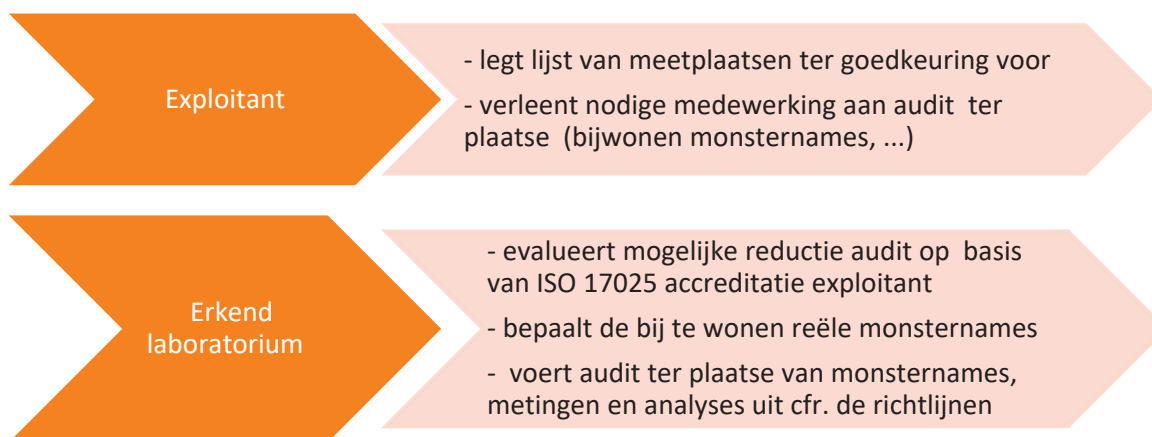 Exploitant
- legt lijst van meetplaatsen ter goedkeuring voor
- verleent nodige medewerking aan audit ter
plaatse (bijwonen monsternames, ...)
Erkend
laboratorium
- evalueert mogelijke reductie audit op basis
van ISO 17025 accreditatie exploitant
- bepaalt de bij te wonen reële monsternames
- voert audit ter plaatse van monsternames,
metingen en analyses uit cfr. de richtlijnen